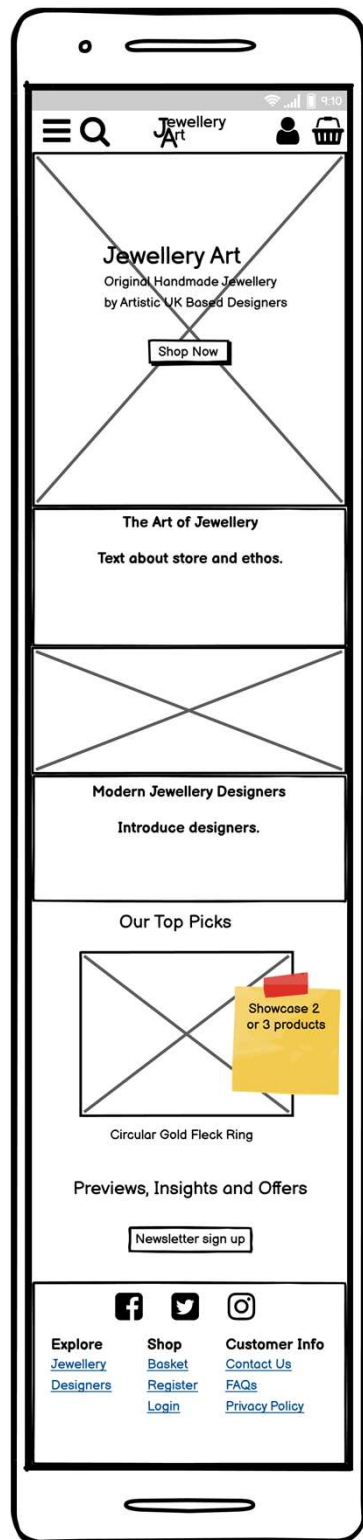 9:10
Jewellery
Art
Jewellery Art
Original Handmade Jewellery
by Artistic UK Based Designers
Shop Now
The Art of Jewellery
Text about store and ethos.
Modern Jewellery Designers
Introduce designers.
Our Top Picks
Showcase 2
or 3 products
Circular Gold Fleck Ring
Previews, Insights and Offers
Newsletter sign up
Explore Shop Customer Info
Jewellery Basket Contact Us
Designers Register FAQs
Login Privacy Policy